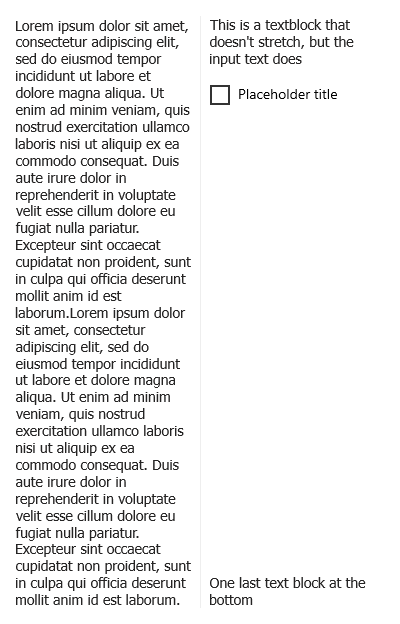 Lorem ipsum dolor sit amet,
consectetur adipiscing elit,
sed do eiusmod tempor
incididunt ut labore et
dolore magna aliqua. Ut
enim ad minim veniam, quis
nostrud exercitation ullamco
laboris nisi ut aliquip ex ea
commodo consequat. Duis
aute irure dolor in
reprehenderit in voluptate
velit esse cillum dolore eu
fugiat nulla pariatur.
Excepteur sint occaecat
cupidatat non proident, sunt
in culpa qui officia deserunt
mollit anim id est
laborum.Lorem ipsum dolor
sit amet, consectetur
adipiscing elit, sed do
eiusmod tempor incididunt
ut labore et dolore magna
aliqua. Ut enim ad minim
veniam, quis nostrud
exercitation ullamco laboris
nisi ut aliquip ex ea
commodo consequat. Duis
aute irure dolor in
reprehenderit in voluptate
velit esse cillum dolore eu
fugiat nulla pariatur.
Excepteur sint occaecat
cupidatat non proident, sunt
in culpa qui officia deserunt
mollit anim id est laborum.
This is a textblock that
doesn't stretch, but the
input text does
Placeholder title
One last text block at the
bottom